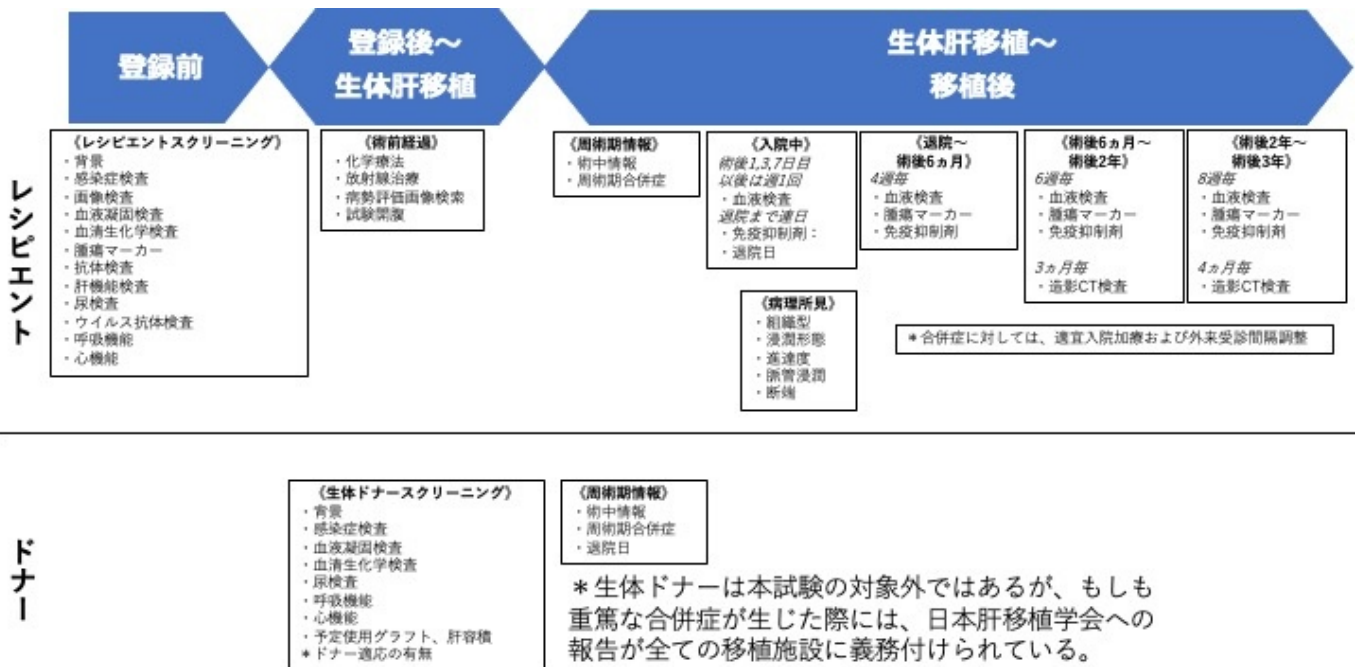 登録前
登録後～
生体肝移植
生体肝移植～
移植後
レシピエント
《レシピエントスクリーニング》
・背景
・感染症検査
・画像検査
・血液凝固検査
・血清生化学検査
・腫瘍マーカー
・抗体検査
・肝機能検査
・尿検査
・ウイルス抗体検査
・呼吸機能
・心機能
《術前経過》
・化学療法
・放射線治療
・病勢評価画像検索
・試験開腹
《周術期情報》
・術中情報
・周術期合併症
《入院中》
術後1,3,7日目
以後は週1回
・血液検査
退院まで連日
・免疫抑制剤：
・退院日
《病理所見》
・組織型
・浸潤形態
・進達度
・脈管浸潤
・断端
《退院～
術後6ヵ月》
4週毎
・血液検査
・腫瘍マーカー
・免疫抑制剤
《術後6ヵ月～
術後2年》
6週毎
・血液検査
・腫瘍マーカー
・免疫抑制剤
3ヵ月毎
・造影CT検査
《術後2年～
術後3年》
8週毎
・血液検査
・腫瘍マーカー
・免疫抑制剤
4ヵ月毎
・造影CT検査
＊合併症に対しては、適宜入院加療および外来受診間隔調整
ドナー
《生体ドナースクリーニング》
・背景
・感染症検査
・血液凝固検査
・血清生化学検査
・尿検査
・呼吸機能
・心機能
・予定使用グラフト、肝容積
＊ドナー適応の有無
《周術期情報》
・術中情報
・周術期合併症
・退院日
＊生体ドナーは本試験の対象外ではあるが、もしも
重篤な合併症が生じた際には、日本肝移植学会への
報告が全ての移植施設に義務付けられている。